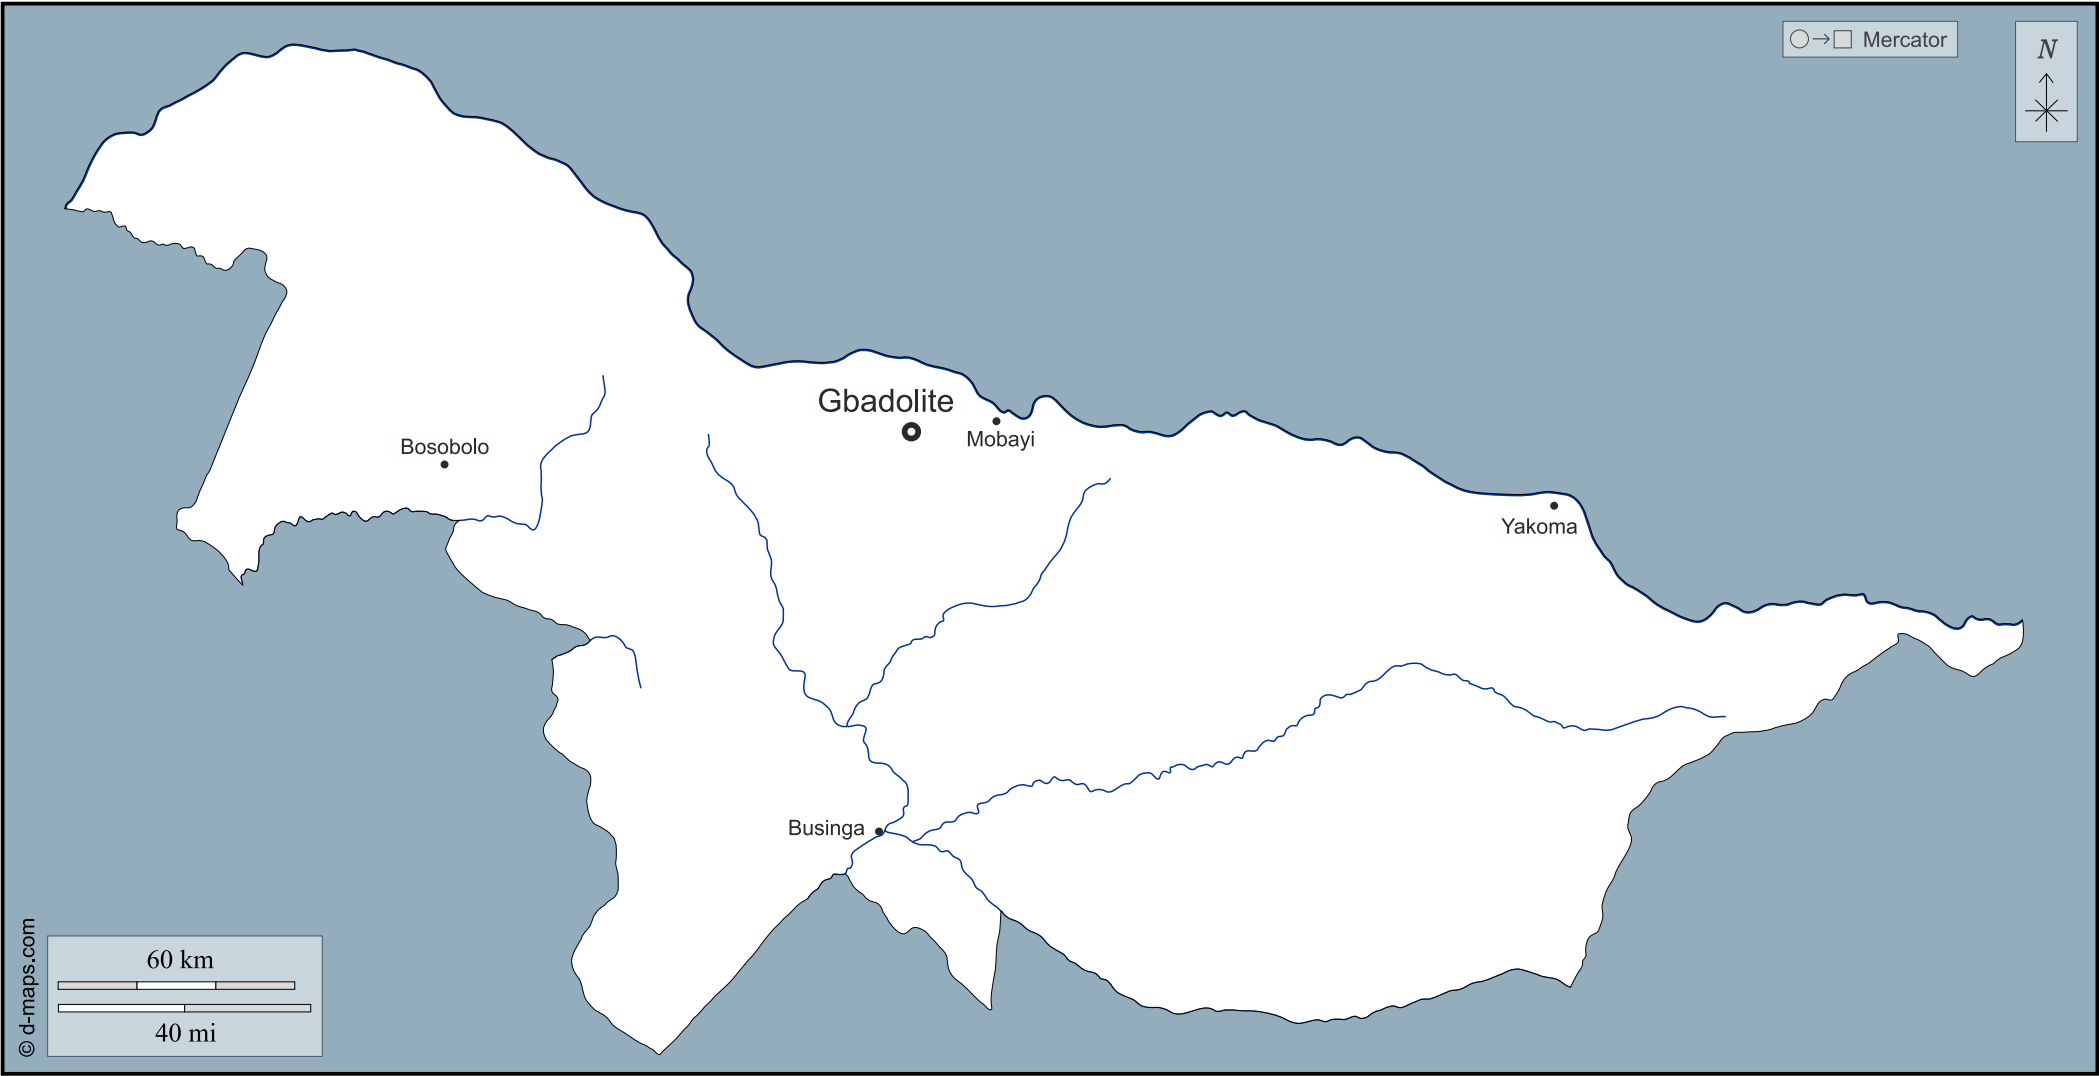 Mercator
N
Gbadolite
Mobayi
Bosobolo
Yakoma
Businga
60 km
40 mi
© d-maps.com